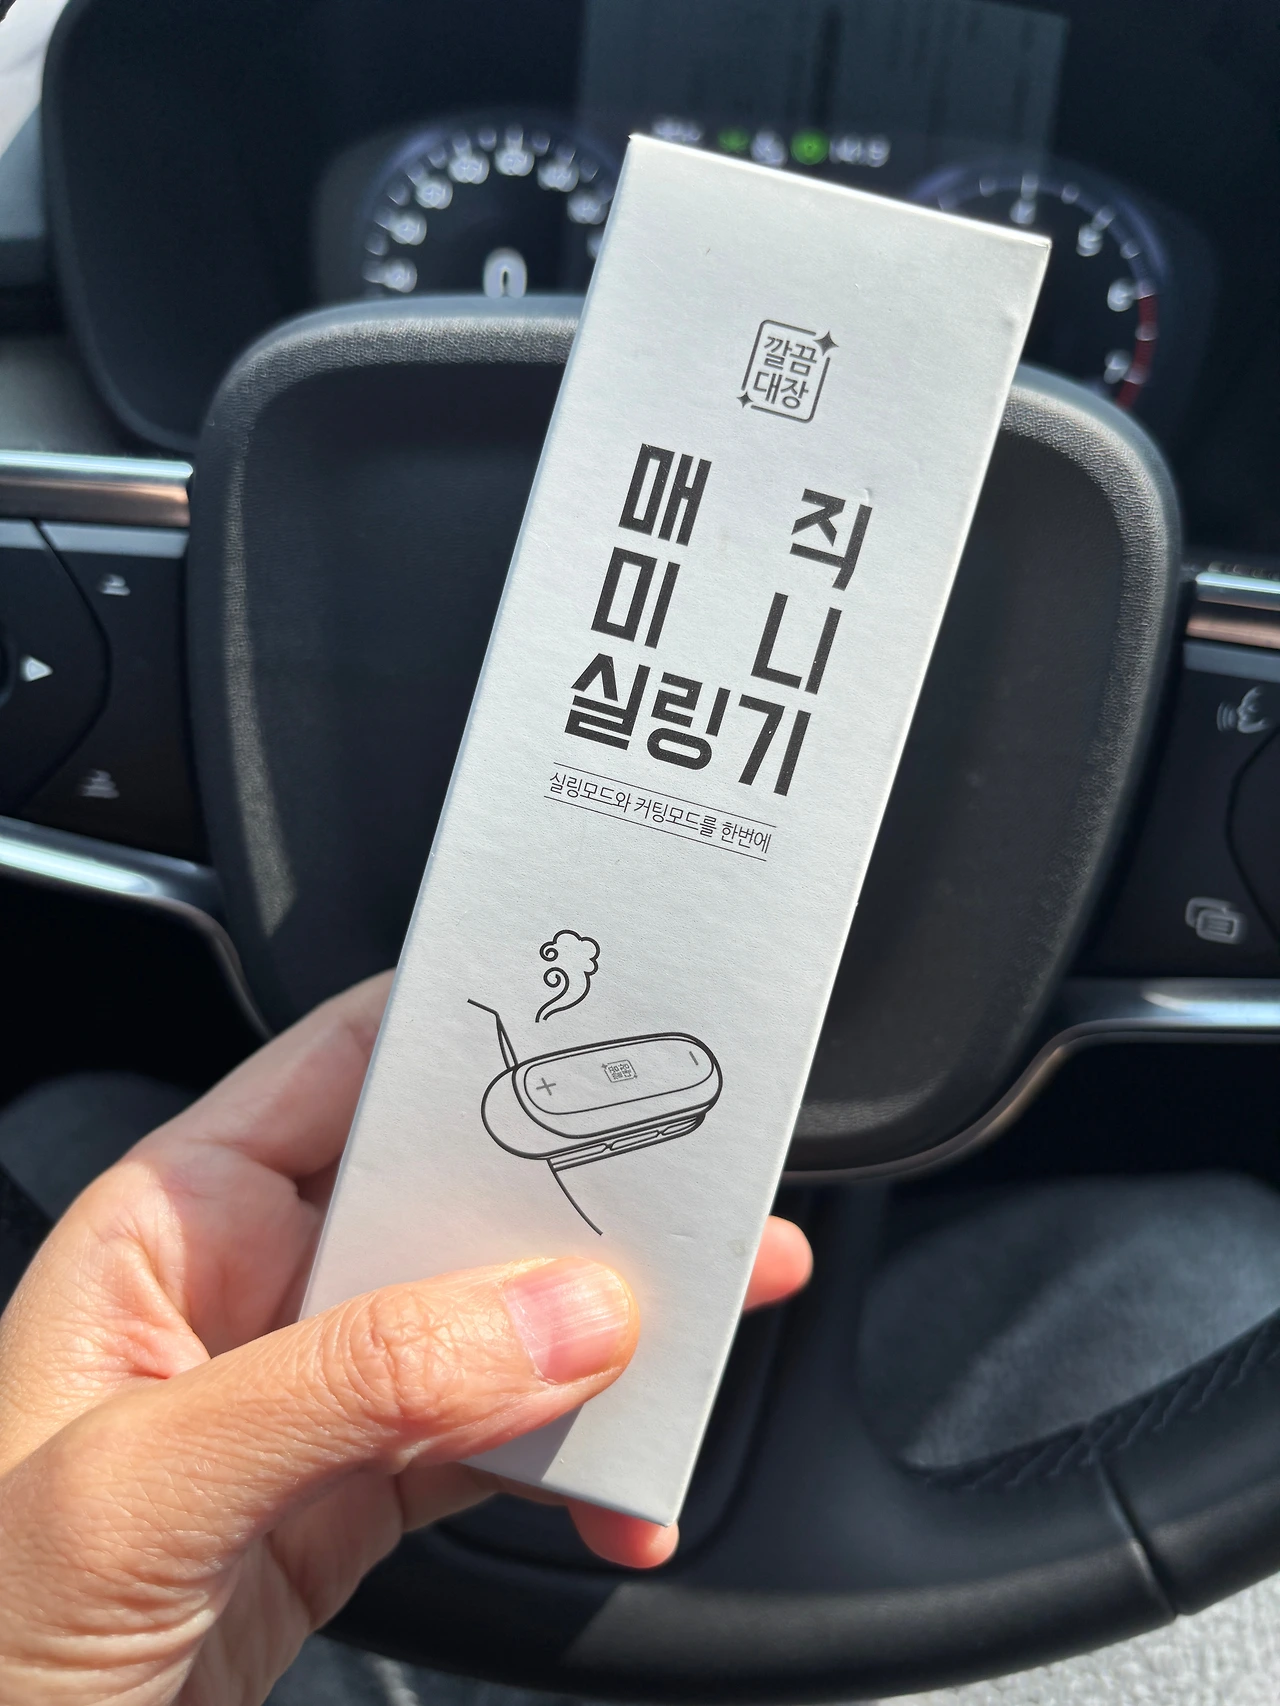 깔끔
대장
매 직
미 니
실링기
실링모드와 커팅모드를 한번에
+
-
0